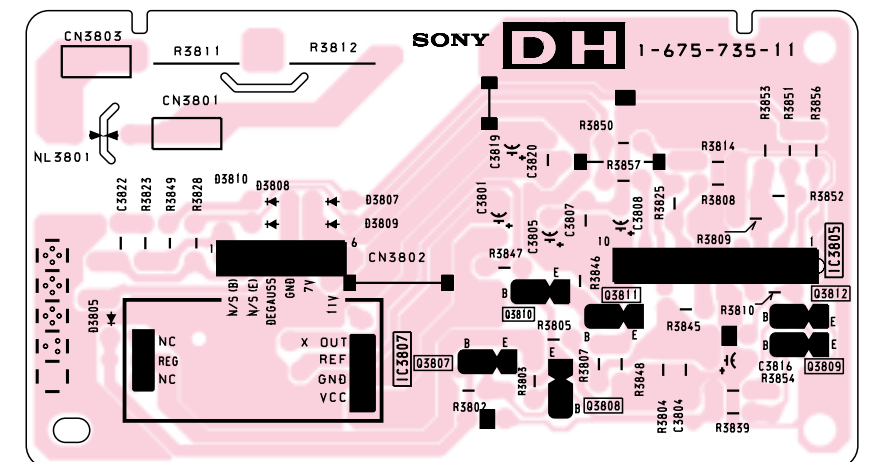 SONY DH 1-675-735-11
CN3803
R3811
R3812
CN3801
NL3801
R3853
R3851
R3856
R3850
C3819
C3820
R3857
R3814
R3808
R3825
R3852
C3822
R3823
R3849
R3828
D3810
D3808
D3807
D3809
C3801
C3805
C3807
C3808
R3809
10
1
IC3805
1
6
CN3802
R3847
E
B
Q3810
R3846
N/S(B)
N/S(E)
DEGAUSS
GND
7V
11V
D3805
Q3811
B
E
R3810
Q3812
B
E
R3845
NC
REG
NC
X OUT
REF
GND
VCC
IC3807
Q3807
B
E
R3805
R3803
R3802
E
B
Q3808
R3807
R3848
R3804
C3804
B
E
Q3809
C3816
R3854
R3839